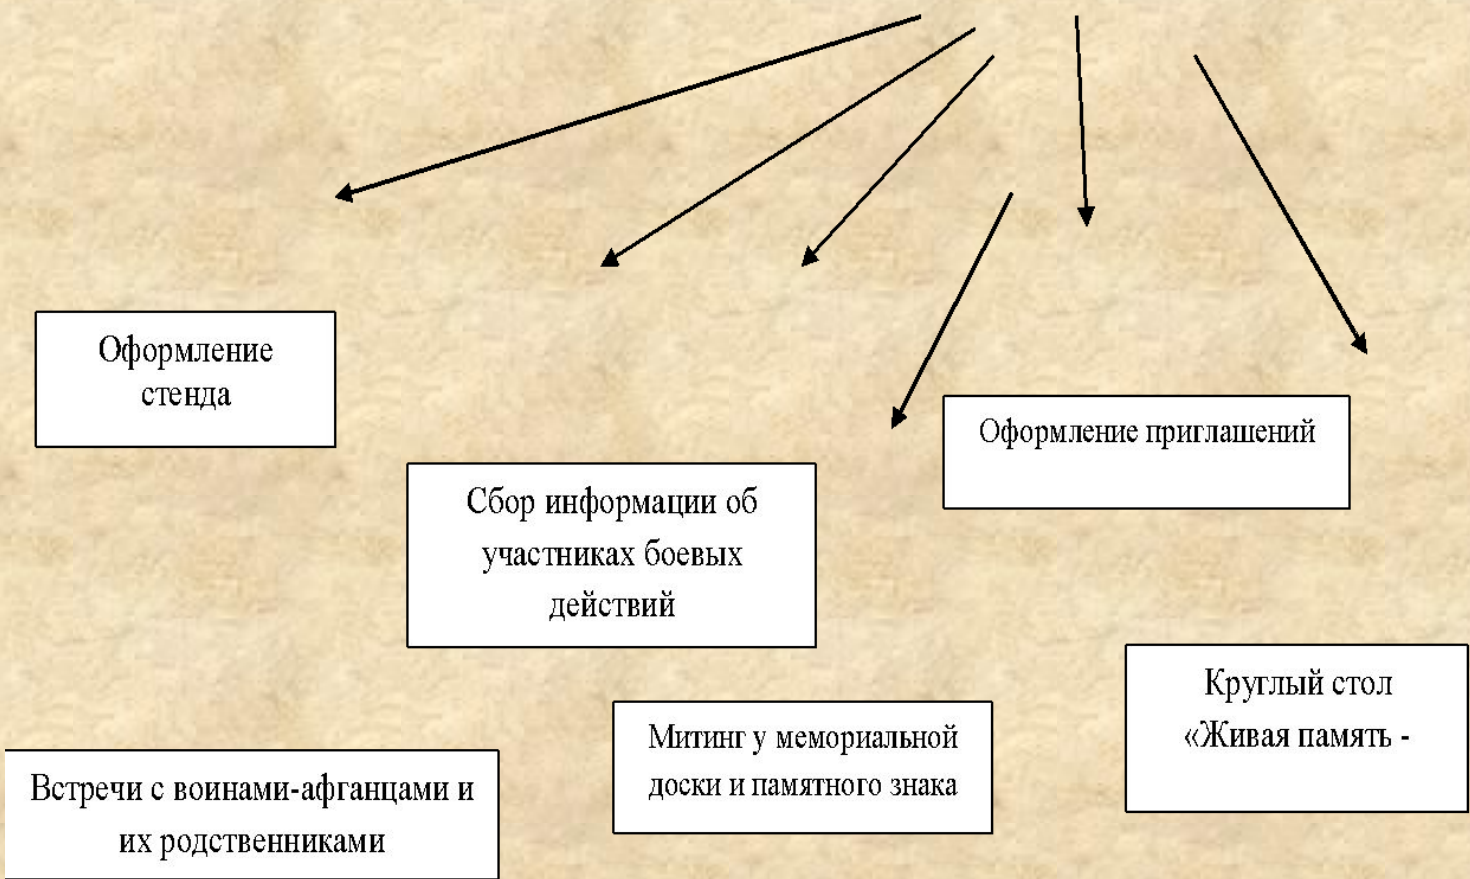 Оформление
стенда
Оформление приглашений
Сбор информации об
участниках боевых
действий
Круглый стол
«Живая память -
Митинг у мемориальной
доски и памятного знака
Встречи с воинами-афганцами и
их родственниками